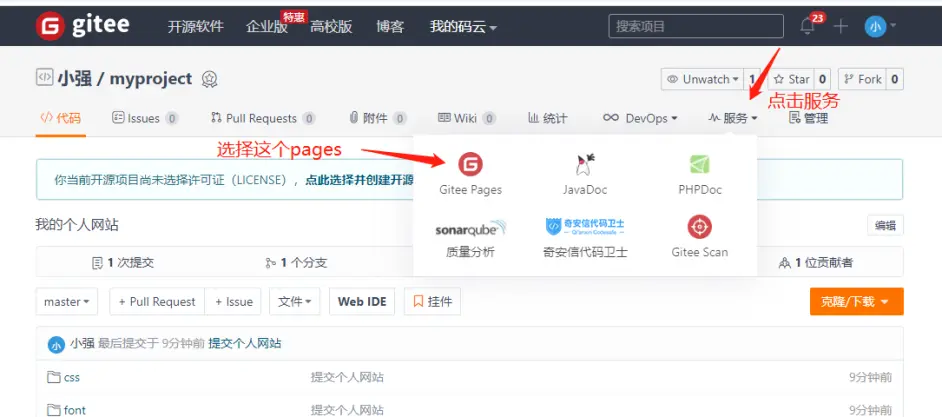 gitee 开源软件 企业版 特惠 高校版 博客 我的码云 搜索项目 23 小
小强 / myproject Unwatch 1 Star 0 Fork 0
点击服务
代码 Issues 0 Pull Requests 0 附件 0 Wiki 0 统计 DevOps 服务 管理
选择这个pages
Gitee Pages JavaDoc PHPDoc
你当前开源项目尚未选择许可证（LICENSE），点此选择并创建开源
我的个人网站 编辑
sonarqube 奇安信代码卫士
质量分析 奇安信代码卫士 Gitee Scan
1 次提交 1 个分支 1 位贡献者
master + Pull Request + Issue 文件 Web IDE 挂件 克隆/下载
小 小强 最后提交于 9分钟前 提交个人网站
css 提交个人网站 9分钟前
font 提交个人网站 9分钟前